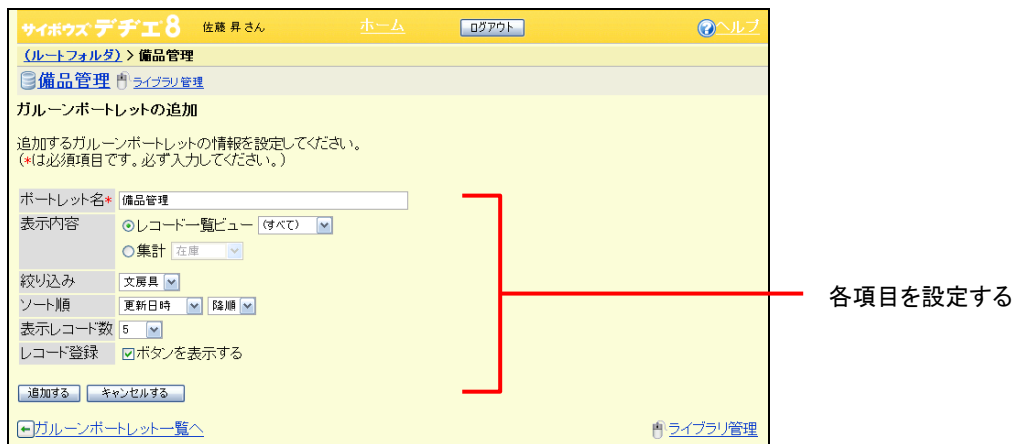 サイボウズ デヂエ8 佐藤 昇 さん ホーム ログアウト ヘルプ
(ルートフォルダ) > 備品管理
備品管理 ライブラリ管理
ガルーンポートレットの追加
追加するガルーンポートレットの情報を設定してください。
(*は必須項目です。必ず入力してください。)
ポートレット名* 備品管理
表示内容 レコード一覧ビュー (すべて)
集計 在庫
絞り込み 文房具
ソート順 更新日時 降順
表示レコード数 5
レコード登録 ボタンを表示する
追加する キャンセルする
ガルーンポートレット一覧へ ライブラリ管理
各項目を設定する